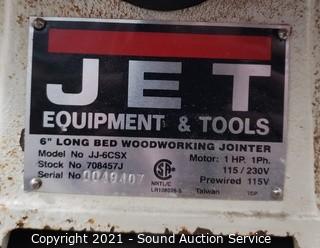 JET
EQUIPMENT & TOOLS
6" LONG BED WOODWORKING JOINTER
Model No JJ-6CSX Motor: 1 HP. 1Ph.
Stock No 708457J 115/230V
Serial No 0049407 Prewired 115V
NRTL/C
Taiwan
Copyright © 2021 - Sound Auction Service